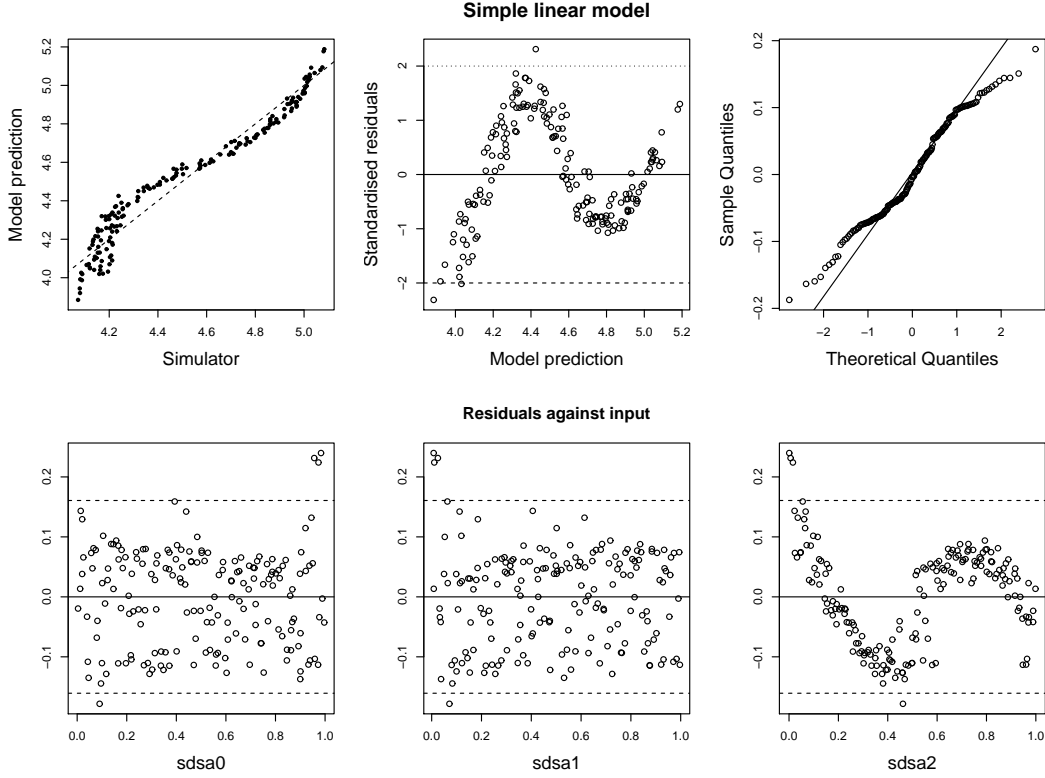 Simple linear model
Model prediction
4.0 4.2 4.4 4.6 4.8 5.0 5.2
4.2 4.4 4.6 4.8 5.0
Simulator
Standardised residuals
−2 −1 0 1 2
4.0 4.2 4.4 4.6 4.8 5.0 5.2
Model prediction
Sample Quantiles
−0.2 −0.1 0.0 0.1 0.2
−2 −1 0 1 2
Theoretical Quantiles
Residuals against input
−0.1 0.0 0.1 0.2
0.0 0.2 0.4 0.6 0.8 1.0
sdsa0
−0.1 0.0 0.1 0.2
0.0 0.2 0.4 0.6 0.8 1.0
sdsa1
−0.1 0.0 0.1 0.2
0.0 0.2 0.4 0.6 0.8 1.0
sdsa2